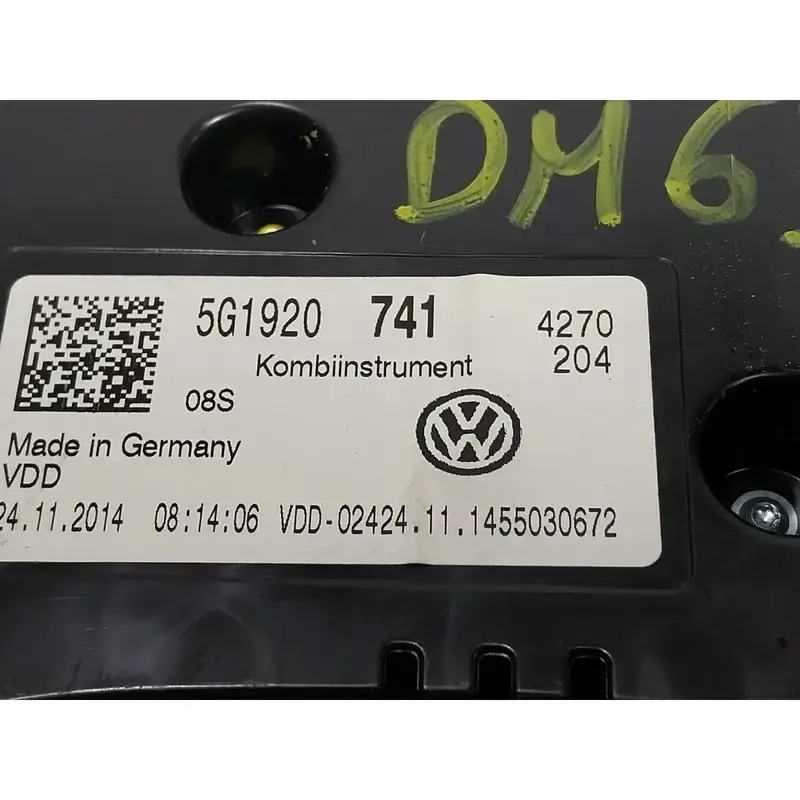 DM6
5G1920 741 4270
Kombiinstrument 204
08S
Made in Germany
VDD
24.11.2014 08:14:06 VDD-02424.11.1455030672